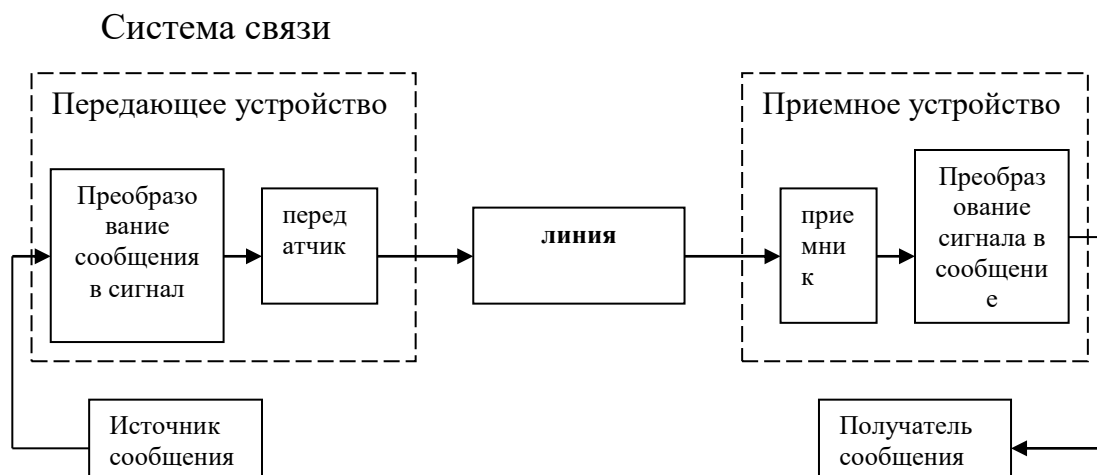 Система связи
Передающее устройство
Преобразо
вание
сообщения
в сигнал
перед
атчик
линия
Приемное устройство
прие
мни
к
Преобраз
ование
сигнала в
сообщени
е
Источник
сообщения
Получатель
сообщения